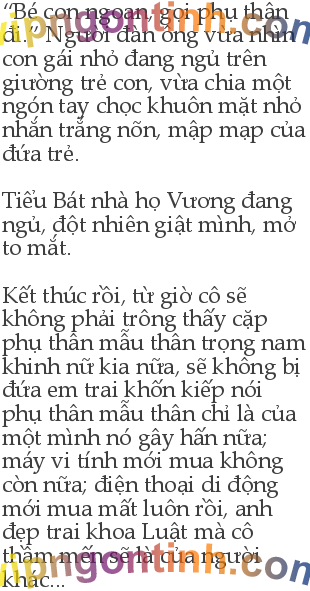 “Bé con ngoan, gọi phụ thân
đi.” Người đàn ông vừa nhìn
con gái nhỏ đang ngủ trên
giường trẻ con, vừa chia một
ngón tay chọc khuôn mặt nhỏ
nhắn trắng nõn, mập mạp của
đứa trẻ.
Tiểu Bát nhà họ Vương đang
ngủ, đột nhiên giật mình, mở
to mắt.
Kết thúc rồi, từ giờ cô sẽ
không phải trông thấy cặp
phụ thân mẫu thân trọng nam
khinh nữ kia nữa, sẽ không bị
đứa em trai khốn kiếp nói
phụ thân mẫu thân chỉ là của
một mình nó gây hấn nữa;
máy vi tính mới mua không
còn nữa; điện thoại di động
mới mua mất luôn rồi, anh
đẹp trai khoa Luật mà cô
thầm mến sẽ là của người
khác...